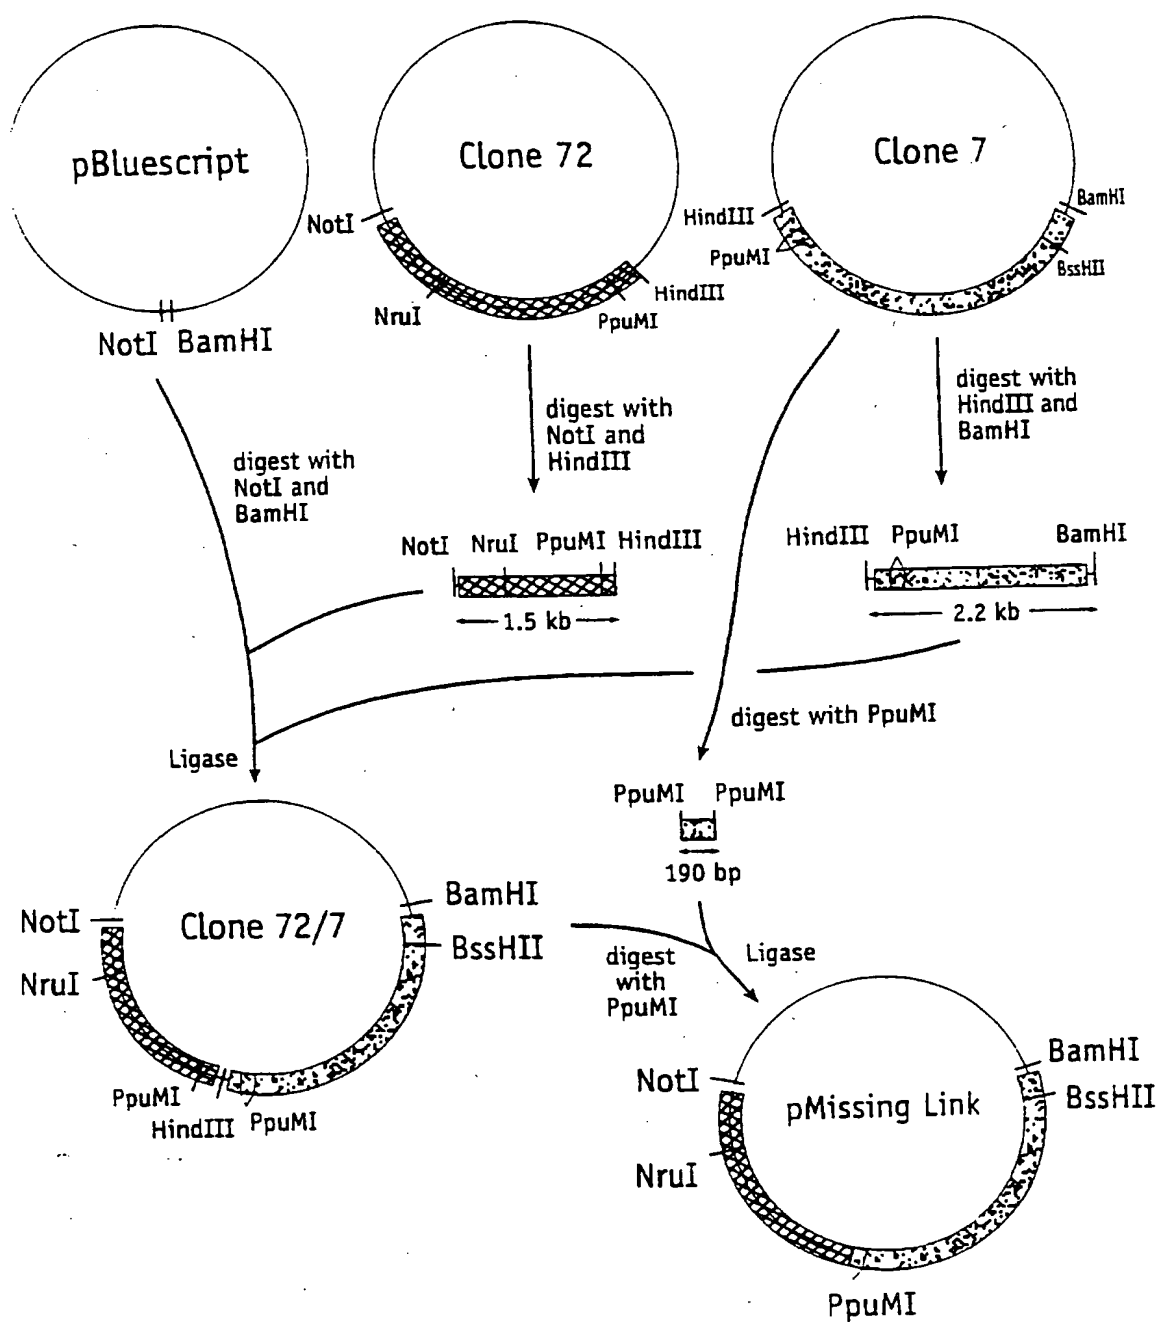 pBluescript
NotI BamHI
Clone 72
NotI
NruI
PpuMI
HindIII
Clone 7
HindIII
PpuMI
BamHI
BssHII
digest with
NotI and
BamHI
digest with
NotI and
HindIII
digest with
HindIII and
BamHI
NotI NruI PpuMI HindIII
1.5 kb
HindIII PpuMI BamHI
2.2 kb
digest with PpuMI
Ligase
PpuMI PpuMI
190 bp
Clone 72/7
NotI
NruI
PpuMI
HindIII
PpuMI
BamHI
BssHII
digest
with
PpuMI
Ligase
pMissing Link
NotI
NruI
PpuMI
BamHI
BssHII